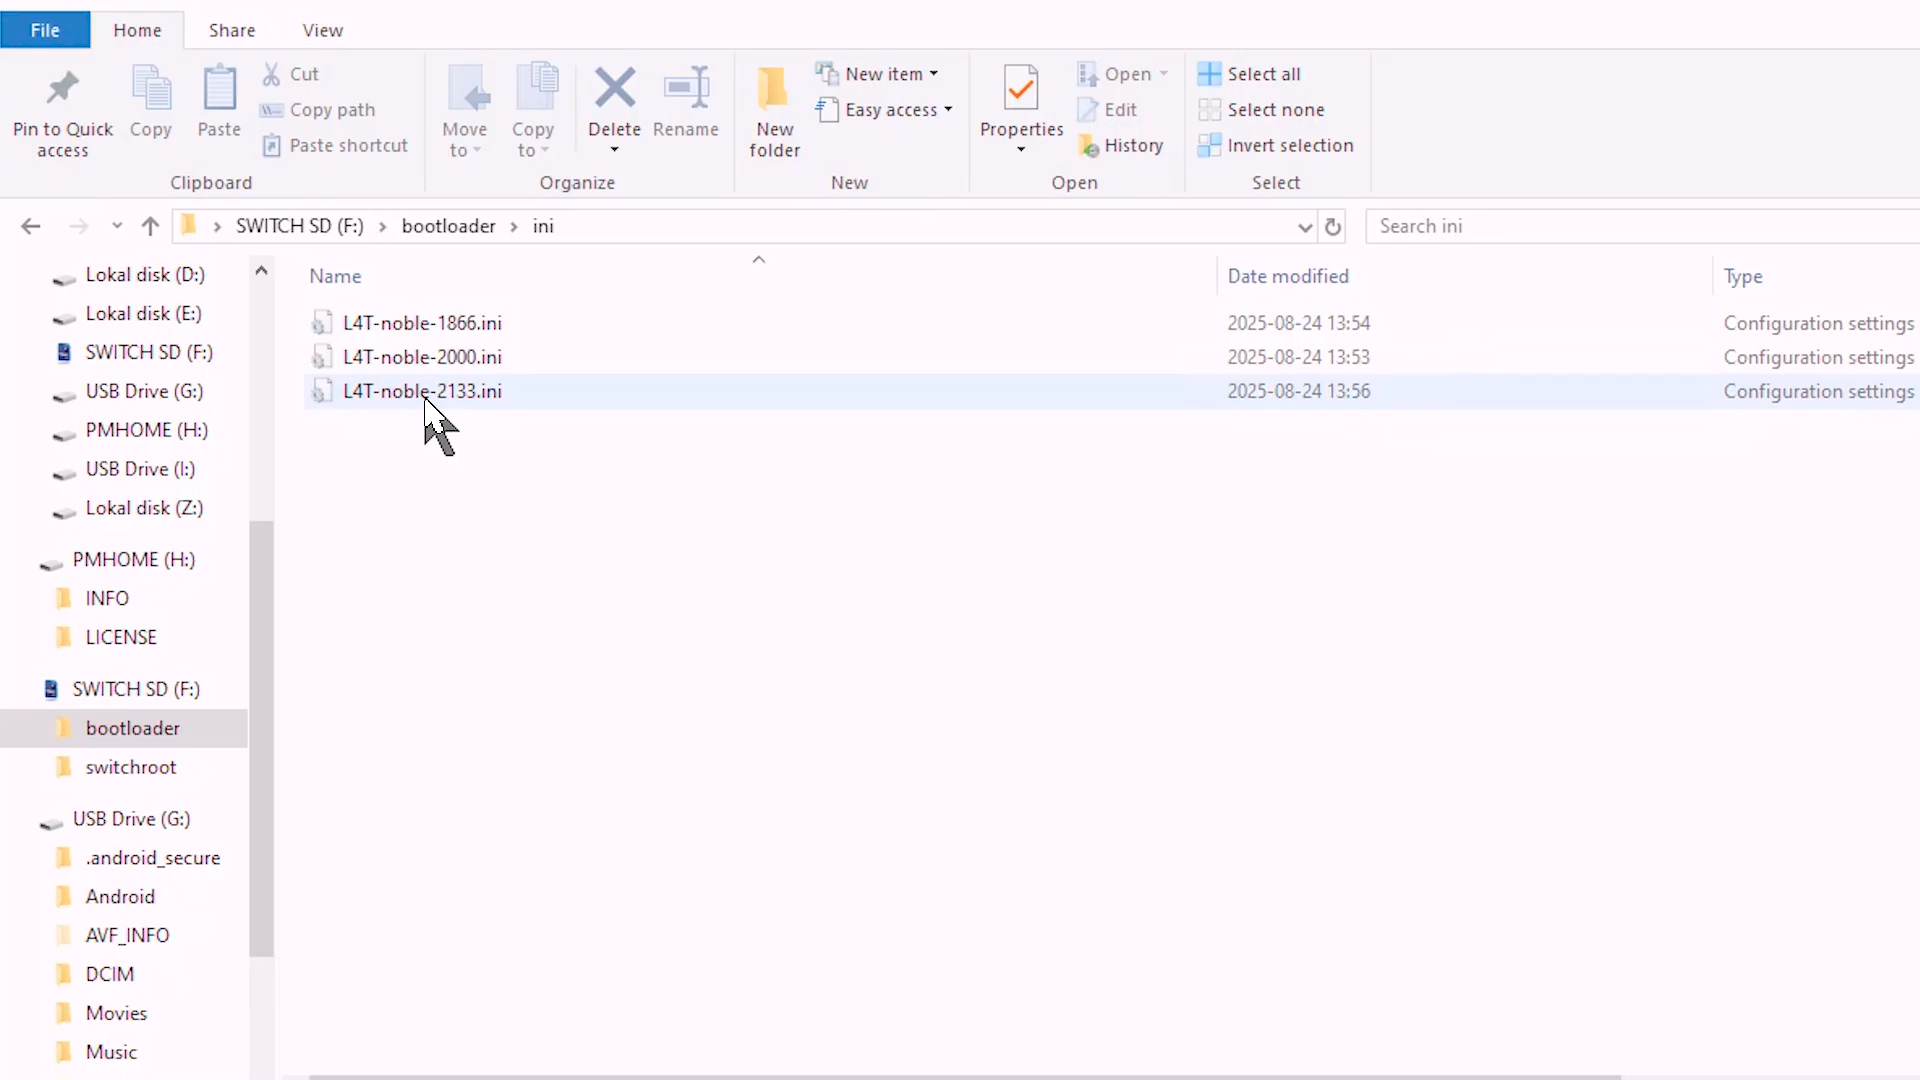 File
Home
Share
View
Pin to Quick access
Copy
Paste
Cut
Copy path
Paste shortcut
Clipboard
Move to
Copy to
Delete
Rename
Organize
New folder
New item
Easy access
New
Properties
Open
Edit
History
Open
Select all
Select none
Invert selection
Select
SWITCH SD (F:) > bootloader > ini
Search ini
Name
Date modified
Type
L4T-noble-1866.ini 2025-08-24 13:54 Configuration settings
L4T-noble-2000.ini 2025-08-24 13:53 Configuration settings
L4T-noble-2133.ini 2025-08-24 13:56 Configuration settings
Lokal disk (D:)
Lokal disk (E:)
SWITCH SD (F:)
USB Drive (G:)
PMHOME (H:)
USB Drive (I:)
Lokal disk (Z:)
PMHOME (H:)
INFO
LICENSE
SWITCH SD (F:)
bootloader
switchroot
USB Drive (G:)
.android_secure
Android
AVF_INFO
DCIM
Movies
Music